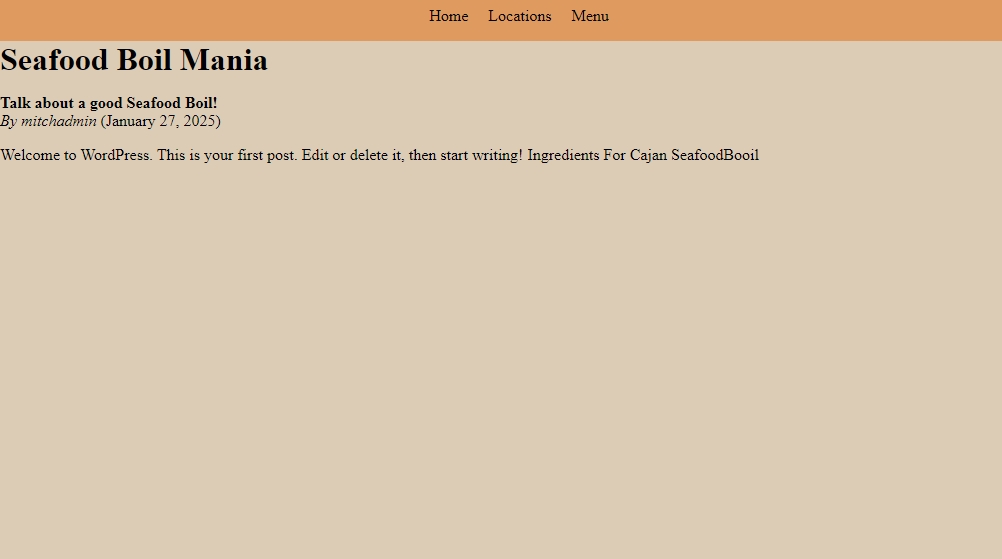 Home Locations Menu
Seafood Boil Mania
Talk about a good Seafood Boil!
By mitchadmin (January 27, 2025)
Welcome to WordPress. This is your first post. Edit or delete it, then start writing! Ingredients For Cajan SeafoodBooil